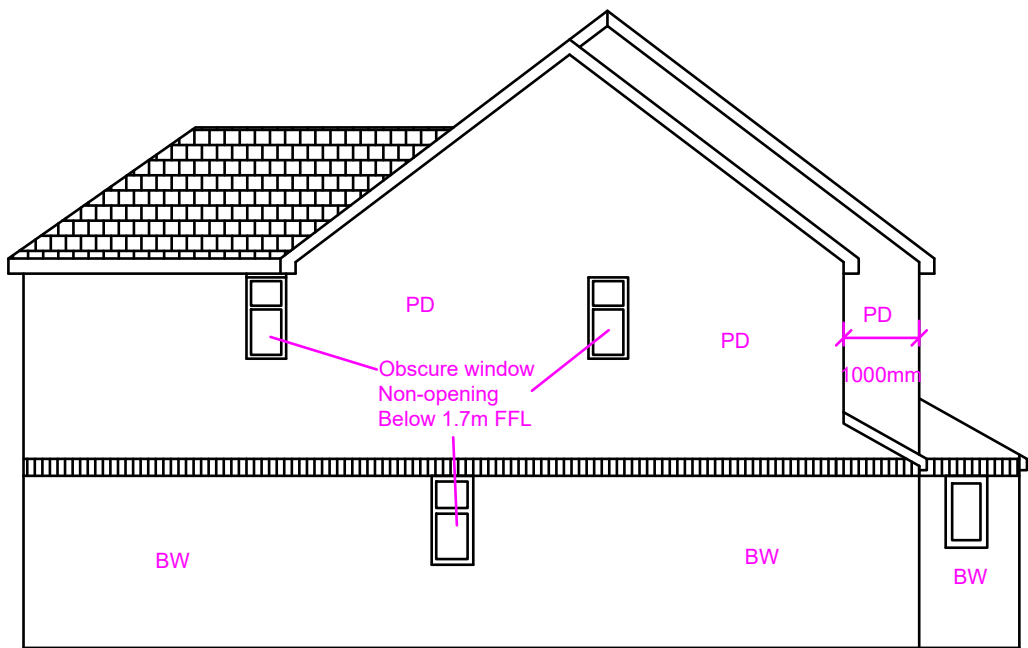 PD
PD
PD
1000mm
Obscure window
Non-opening
Below 1.7m FFL
BW
BW
BW